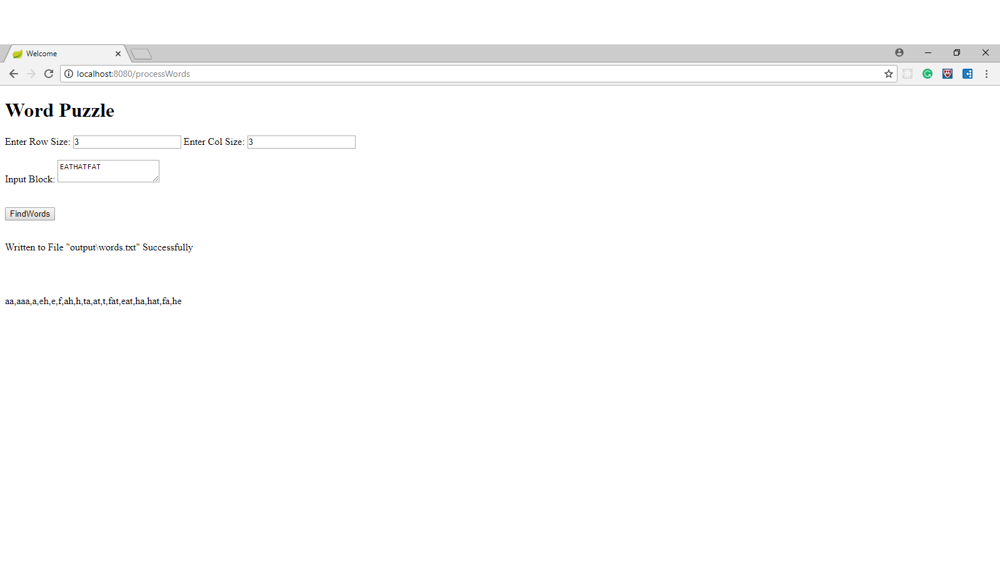 Welcome
localhost:8080/processWords
Word Puzzle
Enter Row Size: 3 Enter Col Size: 3
Input Block: EATHATFAT
FindWords
Written to File "output\words.txt" Successfully
aa,aaa,a,eh,e,f,ah,h,ta,at,t,fat,eat,ha,hat,fa,he